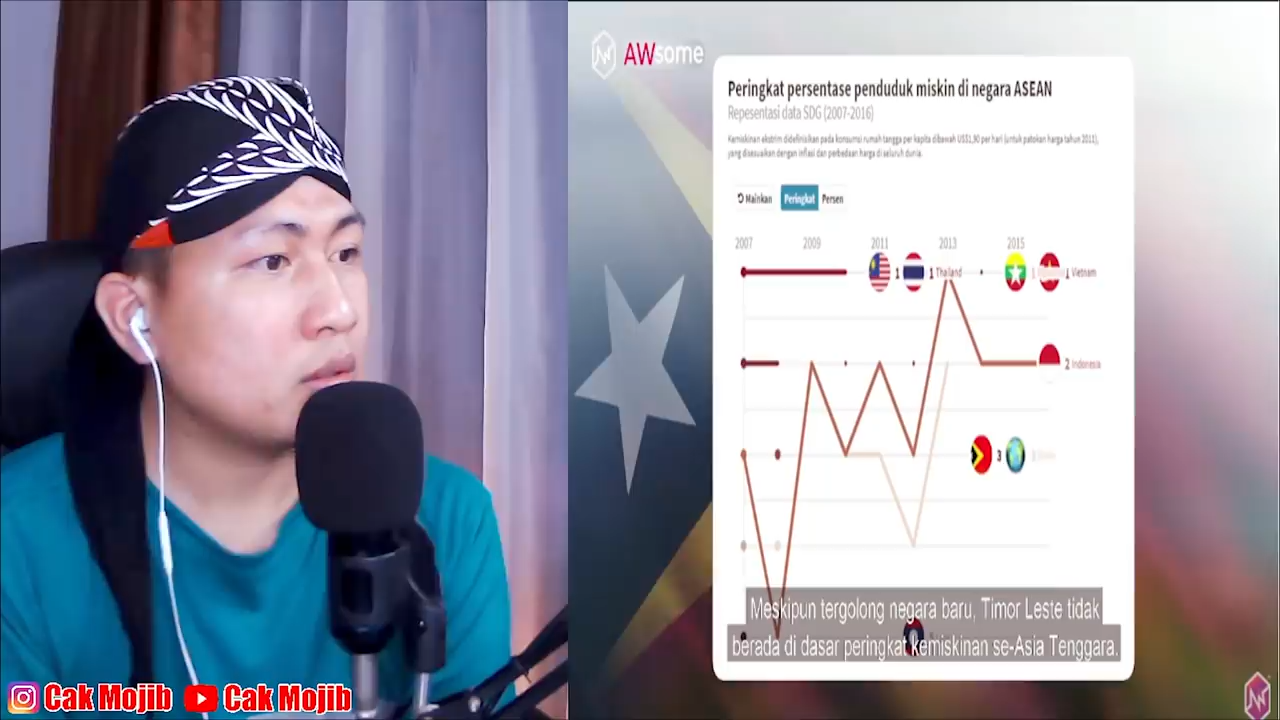 AWsome
Peringkat persentase penduduk miskin di negara ASEAN
Repesentasi data SDG (2007-2016)
Kemiskinan ekstrim didefinisikan pada konsumsi rumah tangga per kapita dibawah US$1,90 per hari (untuk patokan harga tahun 2011),
yang disesuaikan dengan inflasi dan perbedaan harga di seluruh dunia.
Mainkan Peringkat Persen
2007 2009 2011 2013 2015
1 1 Thailand 1 1 Vietnam
2 Indonesia
3
Meskipun tergolong negara baru, Timor Leste tidak
berada di dasar peringkat kemiskinan se-Asia Tenggara.
Cak Mojib Cak Mojib